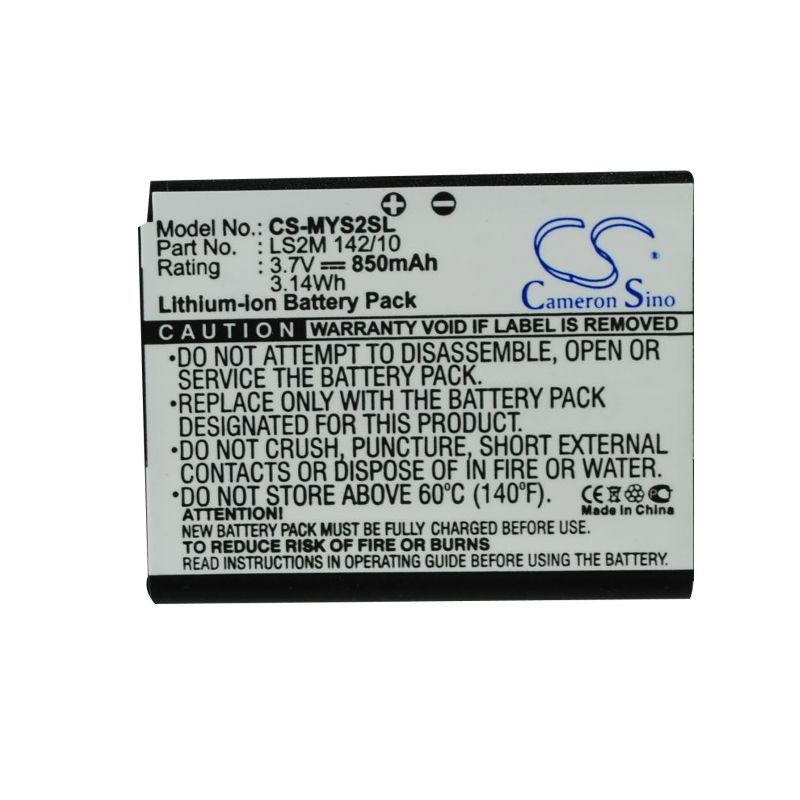 Model No.: CS-MYS2SL
Part No.: LS2M 142/10
Rating: 3.7V 850mAh
3.14Wh
Lithium-ion Battery Pack
CS
Cameron Sino
CAUTION WARRANTY VOID IF LABEL IS REMOVED
•DO NOT ATTEMPT TO DISASSEMBLE, OPEN OR
SERVICE THE BATTERY PACK.
•REPLACE ONLY WITH THE BATTERY PACK
DESIGNATED FOR THIS PRODUCT.
•DO NOT CRUSH, PUNCTURE, SHORT EXTERNAL
CONTACTS OR DISPOSE OF IN FIRE OR WATER.
•DO NOT STORE ABOVE 60°C (140°F).
CE
Made in China
ATTENTION!
NEW BATTERY PACK MUST BE FULLY CHARGED BEFORE USE
TO REDUCE RISK OF FIRE OR BURNS
READ INSTRUCTIONS IN OPERATING GUIDE BEFORE USING